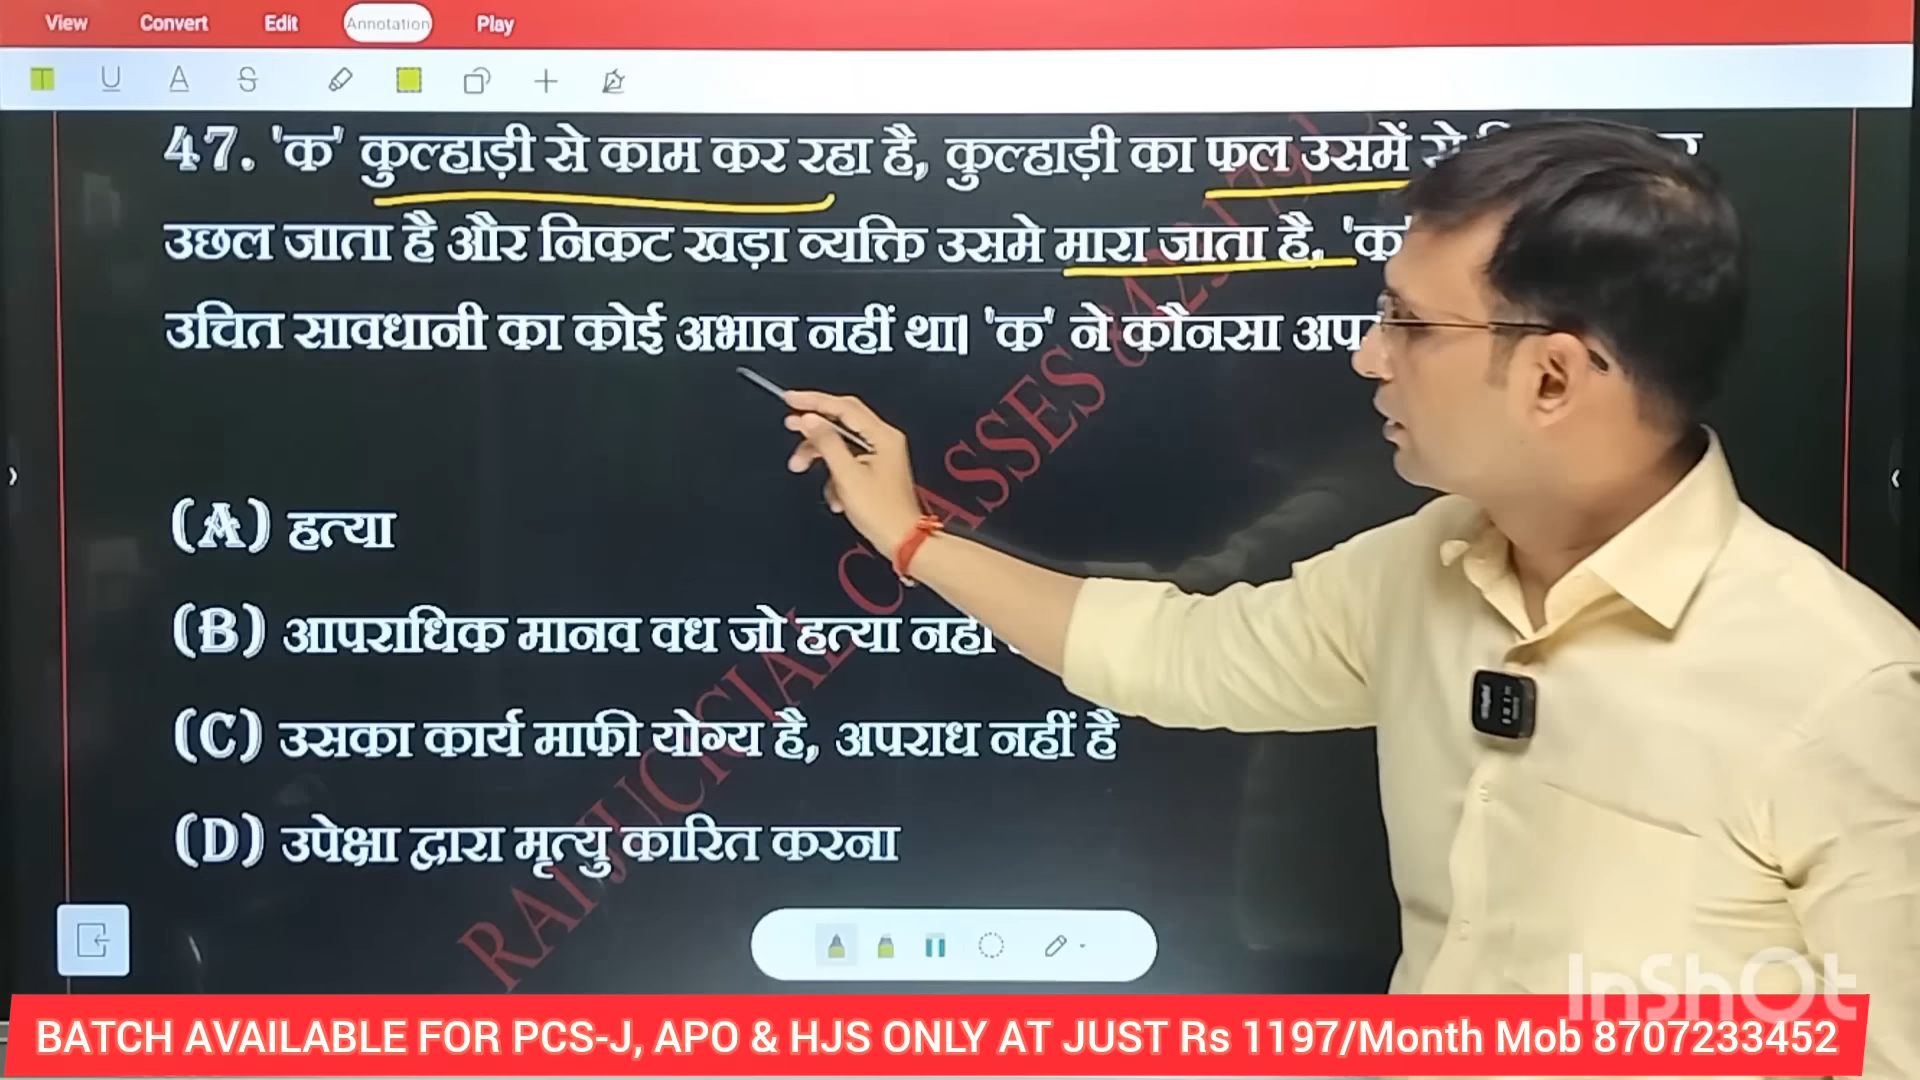 View Convert Edit Annotation Play
T U A S
47. 'क' कुल्हाड़ी से काम कर रहा है, कुल्हाड़ी का फल उसमें से
उछल जाता है और निकट खड़ा व्यक्ति उसमे मारा जाता है, 'क'
उचित सावधानी का कोई अभाव नहीं था। 'क' ने कौनसा
(A) हत्या
(B) आपराधिक मानव वध जो हत्या नहीं
(C) उसका कार्य माफी योग्य है, अपराध नहीं है
(D) उपेक्षा द्वारा मृत्यु कारित करना
InShOt
BATCH AVAILABLE FOR PCS-J, APO & HJS ONLY AT JUST Rs 1197/Month Mob 8707233452